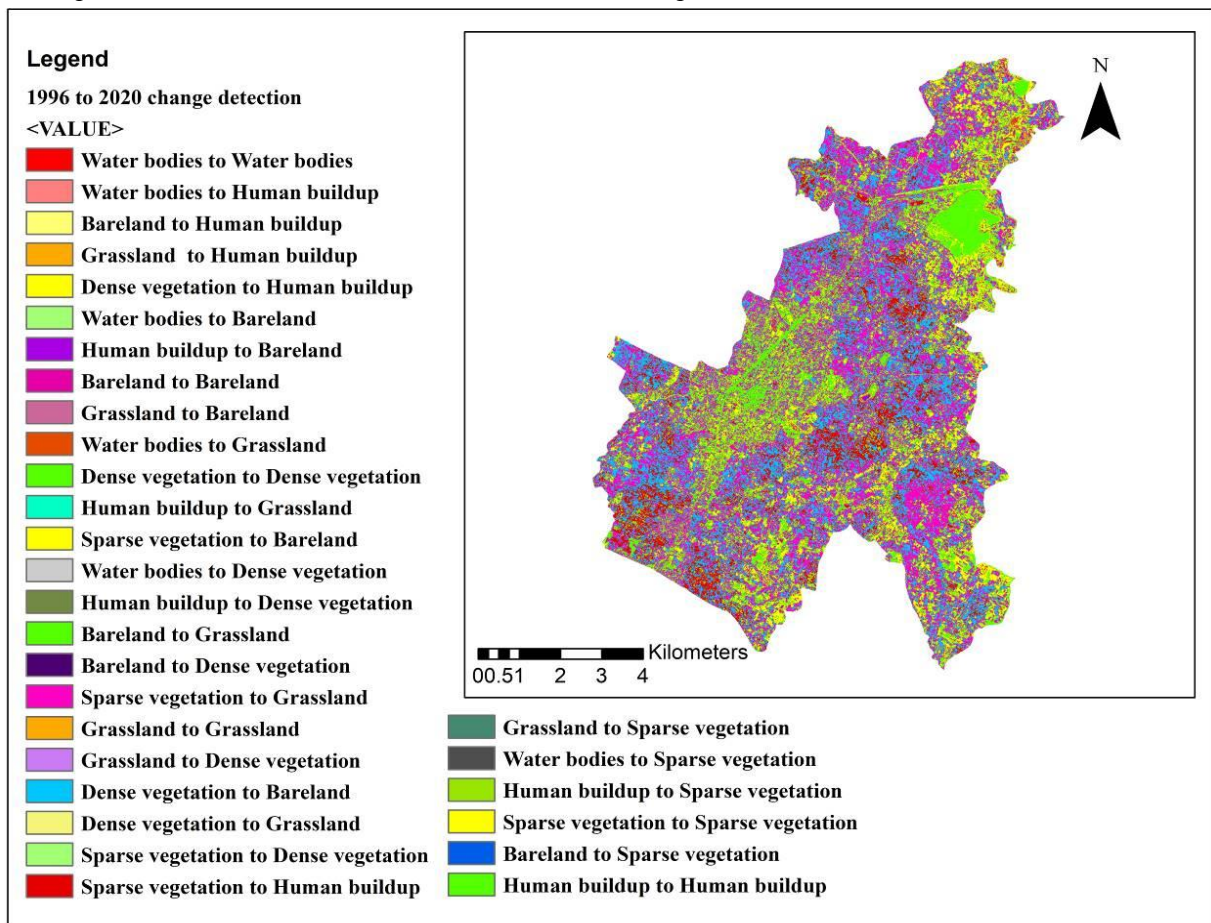 Legend
1996 to 2020 change detection
<VALUE>
Water bodies to Water bodies
Water bodies to Human buildup
Bareland to Human buildup
Grassland to Human buildup
Dense vegetation to Human buildup
Water bodies to Bareland
Human buildup to Bareland
Bareland to Bareland
Grassland to Bareland
Water bodies to Grassland
Dense vegetation to Dense vegetation
Human buildup to Grassland
Sparse vegetation to Bareland
Water bodies to Dense vegetation
Human buildup to Dense vegetation
Bareland to Grassland
Bareland to Dense vegetation
Sparse vegetation to Grassland
Grassland to Grassland
Grassland to Dense vegetation
Dense vegetation to Bareland
Dense vegetation to Grassland
Sparse vegetation to Dense vegetation
Sparse vegetation to Human buildup
Grassland to Sparse vegetation
Water bodies to Sparse vegetation
Human buildup to Sparse vegetation
Sparse vegetation to Sparse vegetation
Bareland to Sparse vegetation
Human buildup to Human buildup
N
Kilometers
00.51 2 3 4